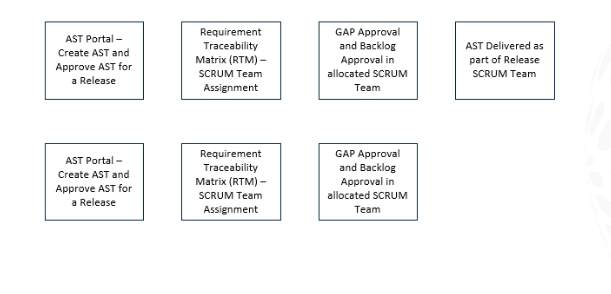 AST Portal –
Create AST and
Approve AST for
a Release
Requirement
Traceability
Matrix (RTM) –
SCRUM Team
Assignment
GAP Approval
and Backlog
Approval in
allocated SCRUM
Team
AST Delivered as
part of Release
SCRUM Team
AST Portal –
Create AST and
Approve AST for
a Release
Requirement
Traceability
Matrix (RTM) –
SCRUM Team
Assignment
GAP Approval
and Backlog
Approval in
allocated SCRUM
Team